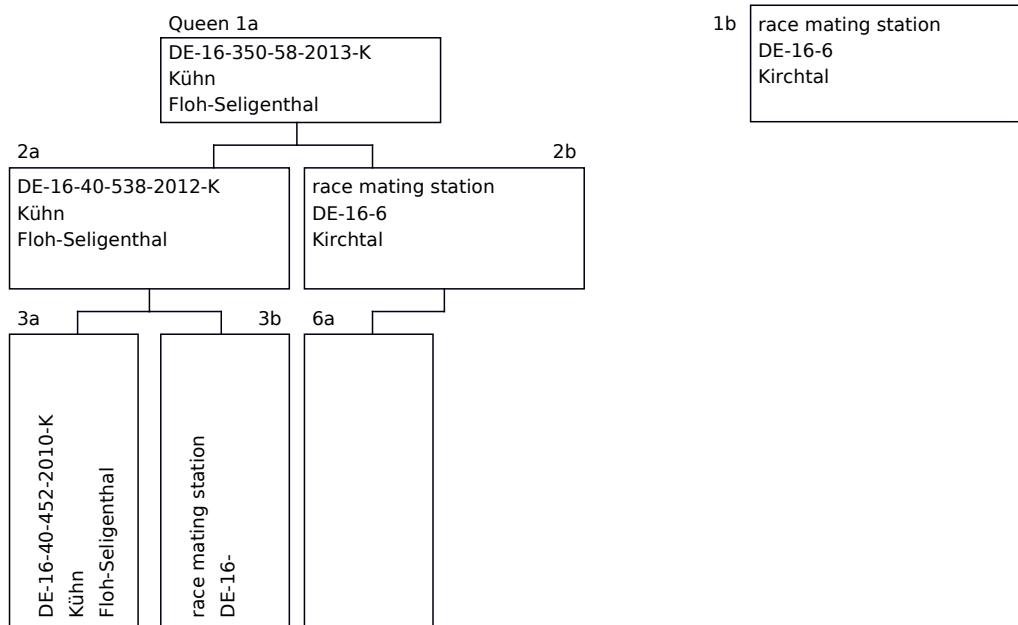 Queen 1a
DE-16-350-58-2013-K
Kühn
Floh-Seligenthal
1b
race mating station
DE-16-6
Kirchtal
2a
DE-16-40-538-2012-K
Kühn
Floh-Seligenthal
2b
race mating station
DE-16-6
Kirchtal
3a
DE-16-40-452-2010-K
Kühn
Floh-Seligenthal
3b
race mating station
DE-16-
6a